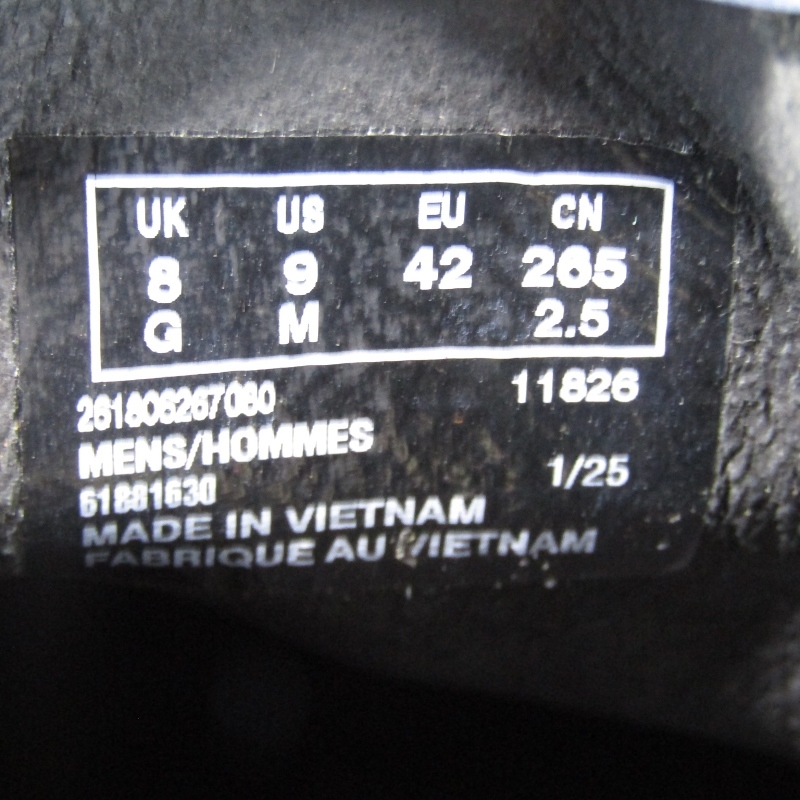 UK US EU CN
8 9 42 265
G M 2.5
261806267080 11826
MENS/HOMMES
61881630 1/25
MADE IN VIETNAM
FABRIQUE AU VIETNAM